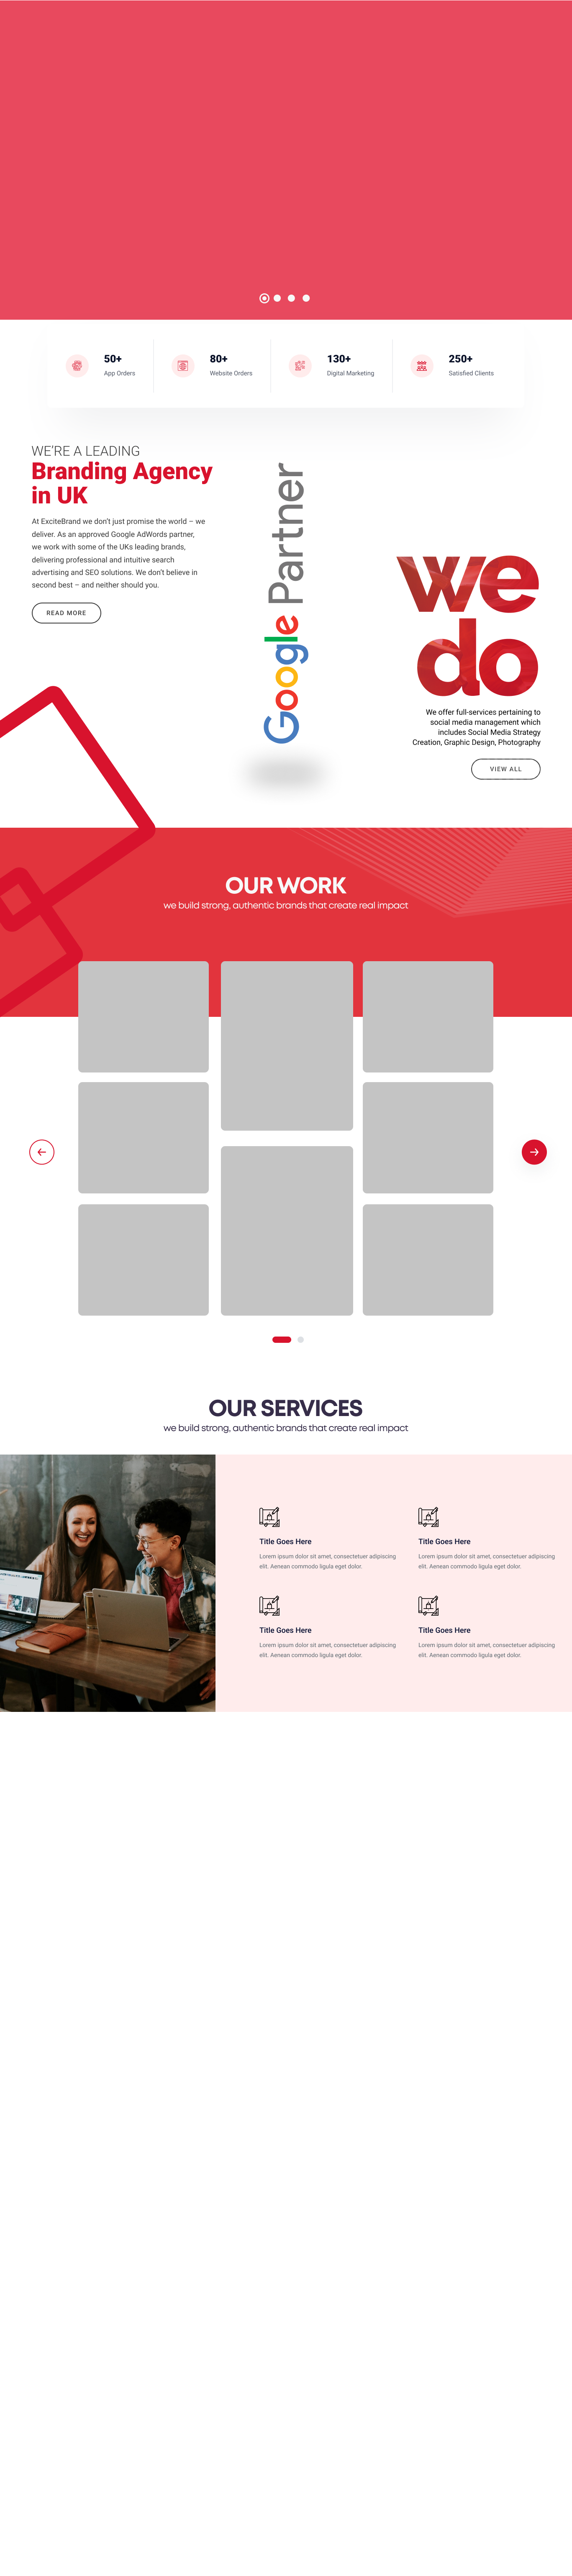 50+
App Orders
80+
Website Orders
130+
Digital Marketing
250+
Satisfied Clients
WE'RE A LEADING
Branding Agency
in UK
At ExciteBrand we don't just promise the world – we
deliver. As an approved Google AdWords partner,
we work with some of the UKs leading brands,
delivering professional and intuitive search
advertising and SEO solutions. We don't believe in
second best – and neither should you.
READ MORE
Google Partner
we
do
We offer full-services pertaining to
social media management which
includes Social Media Strategy
Creation, Graphic Design, Photography
VIEW ALL
OUR WORK
we build strong, authentic brands that create real impact
OUR SERVICES
we build strong, authentic brands that create real impact
Title Goes Here
Lorem ipsum dolor sit amet, consectetuer adipiscing
elit. Aenean commodo ligula eget dolor.
Title Goes Here
Lorem ipsum dolor sit amet, consectetuer adipiscing
elit. Aenean commodo ligula eget dolor.
Title Goes Here
Lorem ipsum dolor sit amet, consectetuer adipiscing
elit. Aenean commodo ligula eget dolor.
Title Goes Here
Lorem ipsum dolor sit amet, consectetuer adipiscing
elit. Aenean commodo ligula eget dolor.